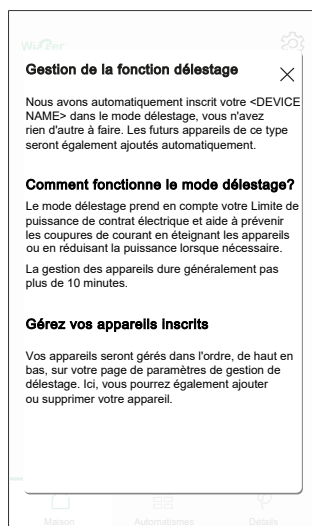 Gestion de la fonction délestage
Nous avons automatiquement inscrit votre <DEVICE
NAME> dans le mode délestage, vous n'avez
rien d'autre à faire. Les futurs appareils de ce type
seront également ajoutés automatiquement.
Comment fonctionne le mode délestage?
Le mode délestage prend en compte votre Limite de
puissance de contrat électrique et aide à prévenir
les coupures de courant en éteignant les appareils
ou en réduisant la puissance lorsque nécessaire.
La gestion des appareils dure généralement pas
plus de 10 minutes.
Gérez vos appareils inscrits
Vos appareils seront gérés dans l'ordre, de haut en
bas, sur votre page de paramètres de gestion de
délestage. Ici, vous pourrez également ajouter
ou supprimer votre appareil.
Maison Automatismes Détails